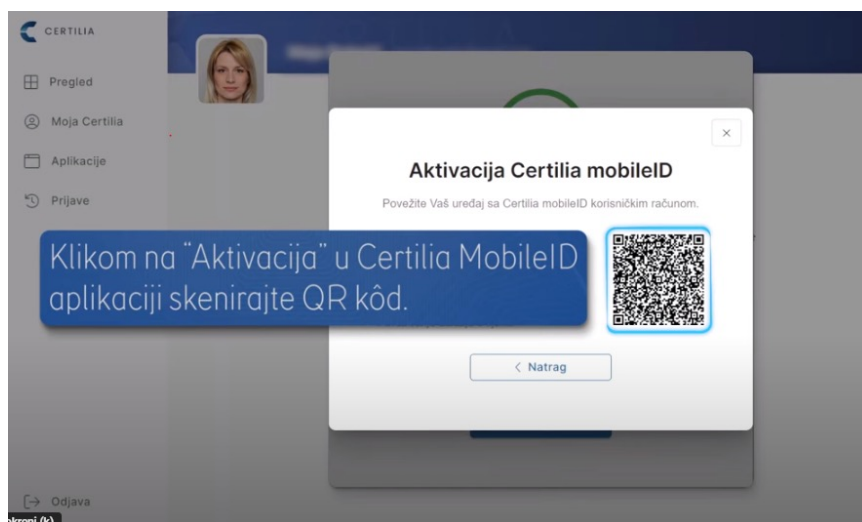 CERTILIA
Pregled
Moja Certilia
Aplikacije
Prijave
Aktivacija Certilia mobileID
Povežite Vaš uređaj sa Certilia mobileID korisničkim računom.
Klikom na “Aktivacija” u Certilia MobileID
aplikaciji skenirajte QR kôd.
Natrag
Odjava